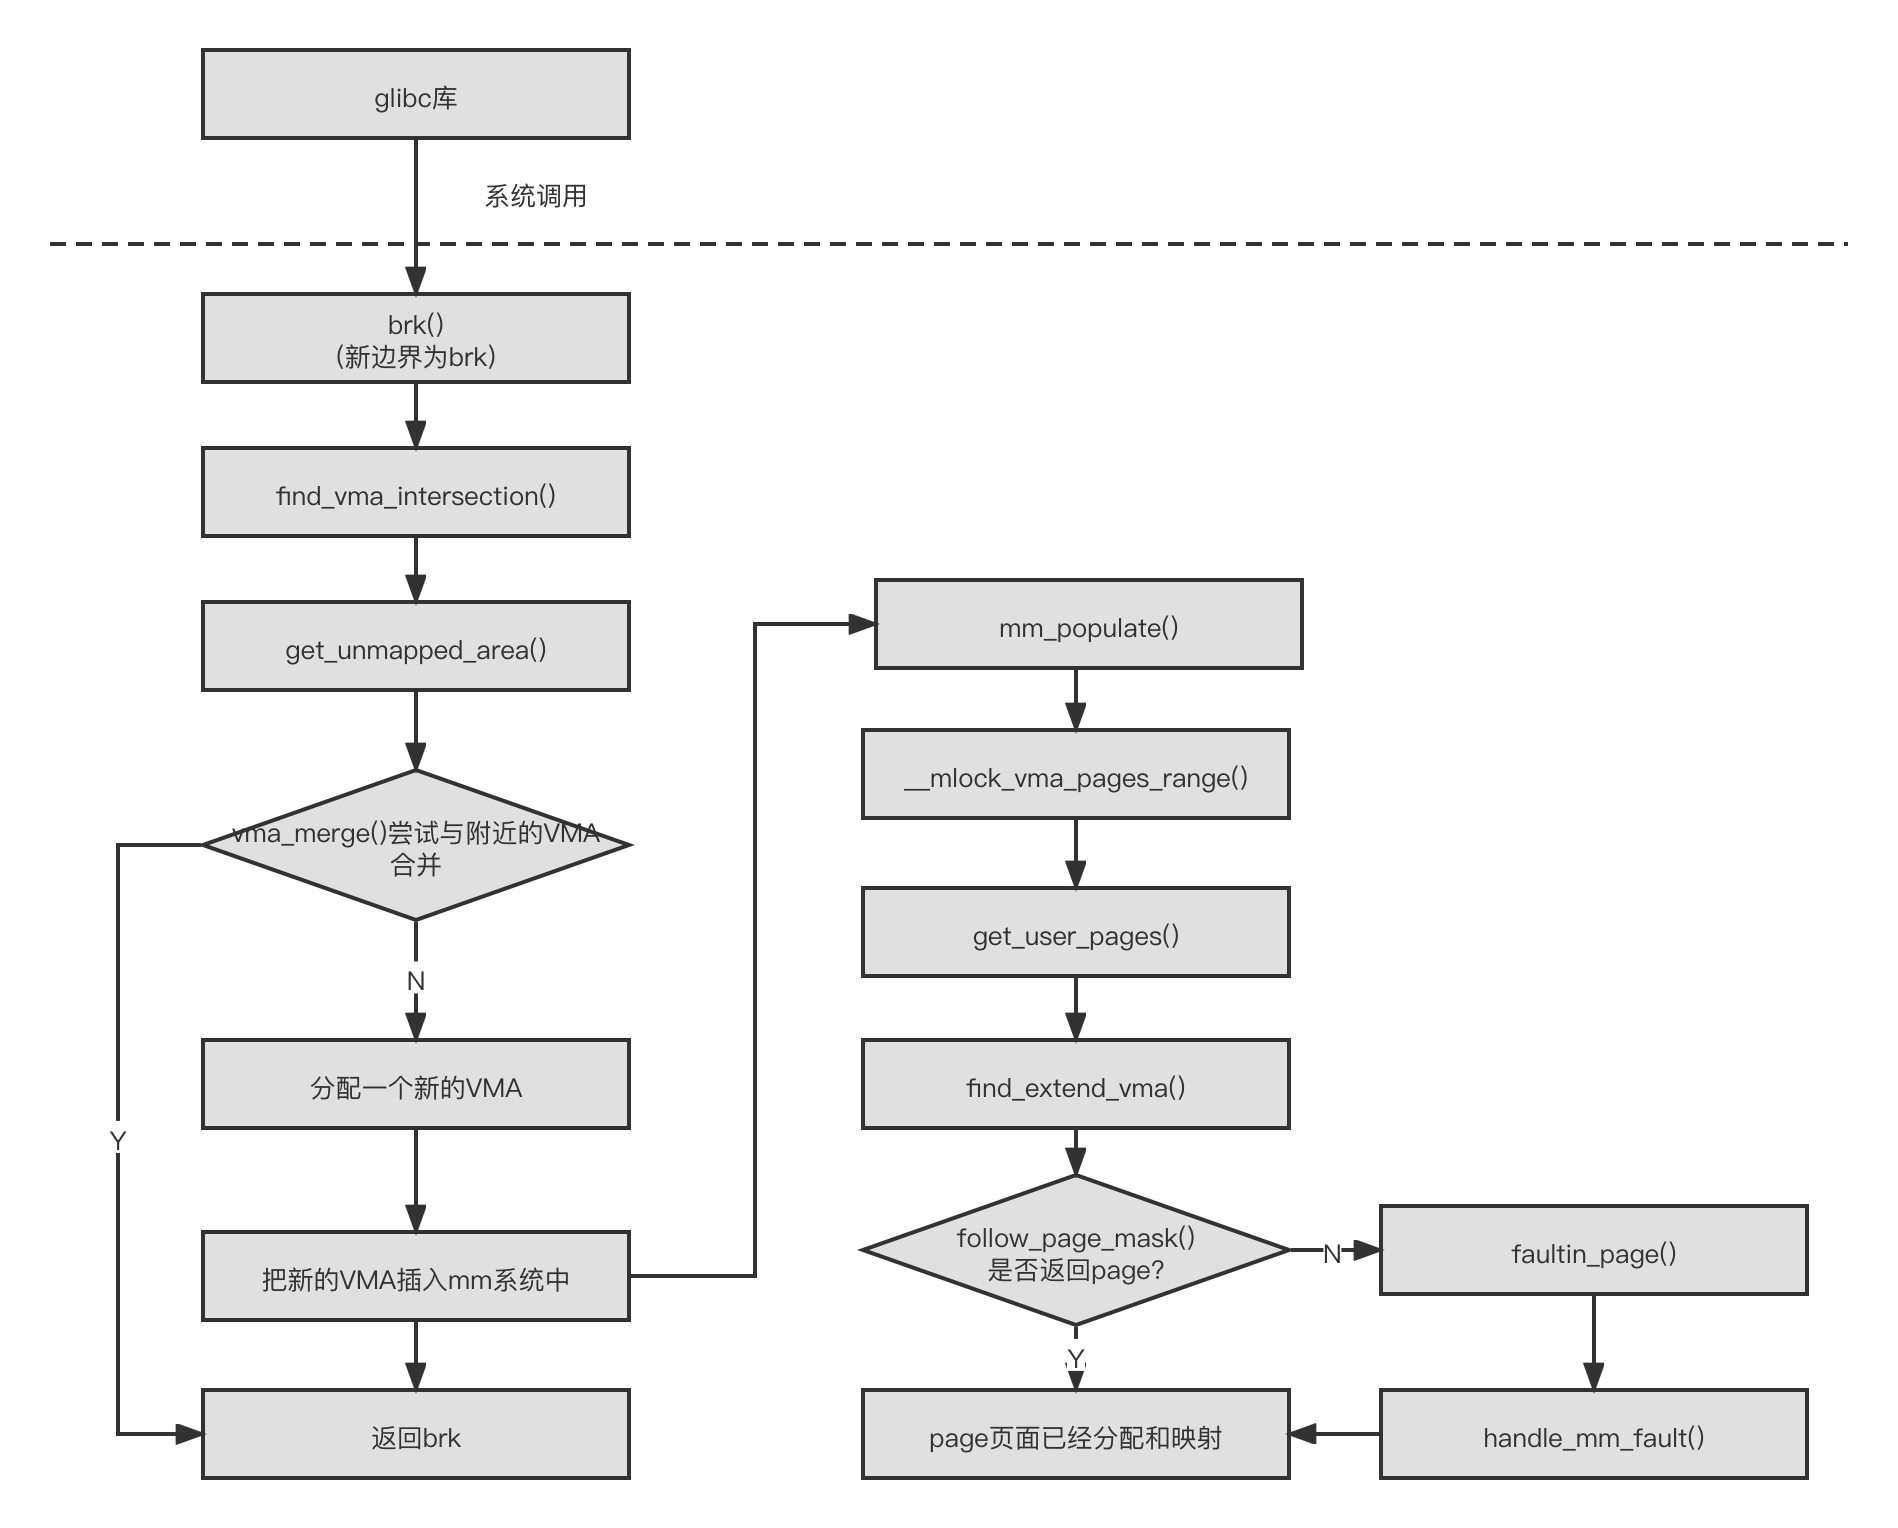 glibc库
系统调用
brk()
(新边界为brk)
find_vma_intersection()
get_unmapped_area()
vma_merge()尝试与附近的VMA
合并
N
Y
分配一个新的VMA
把新的VMA插入mm系统中
返回brk
mm_populate()
__mlock_vma_pages_range()
get_user_pages()
find_extend_vma()
follow_page_mask()
是否返回page?
N
Y
faultin_page()
page页面已经分配和映射
handle_mm_fault()